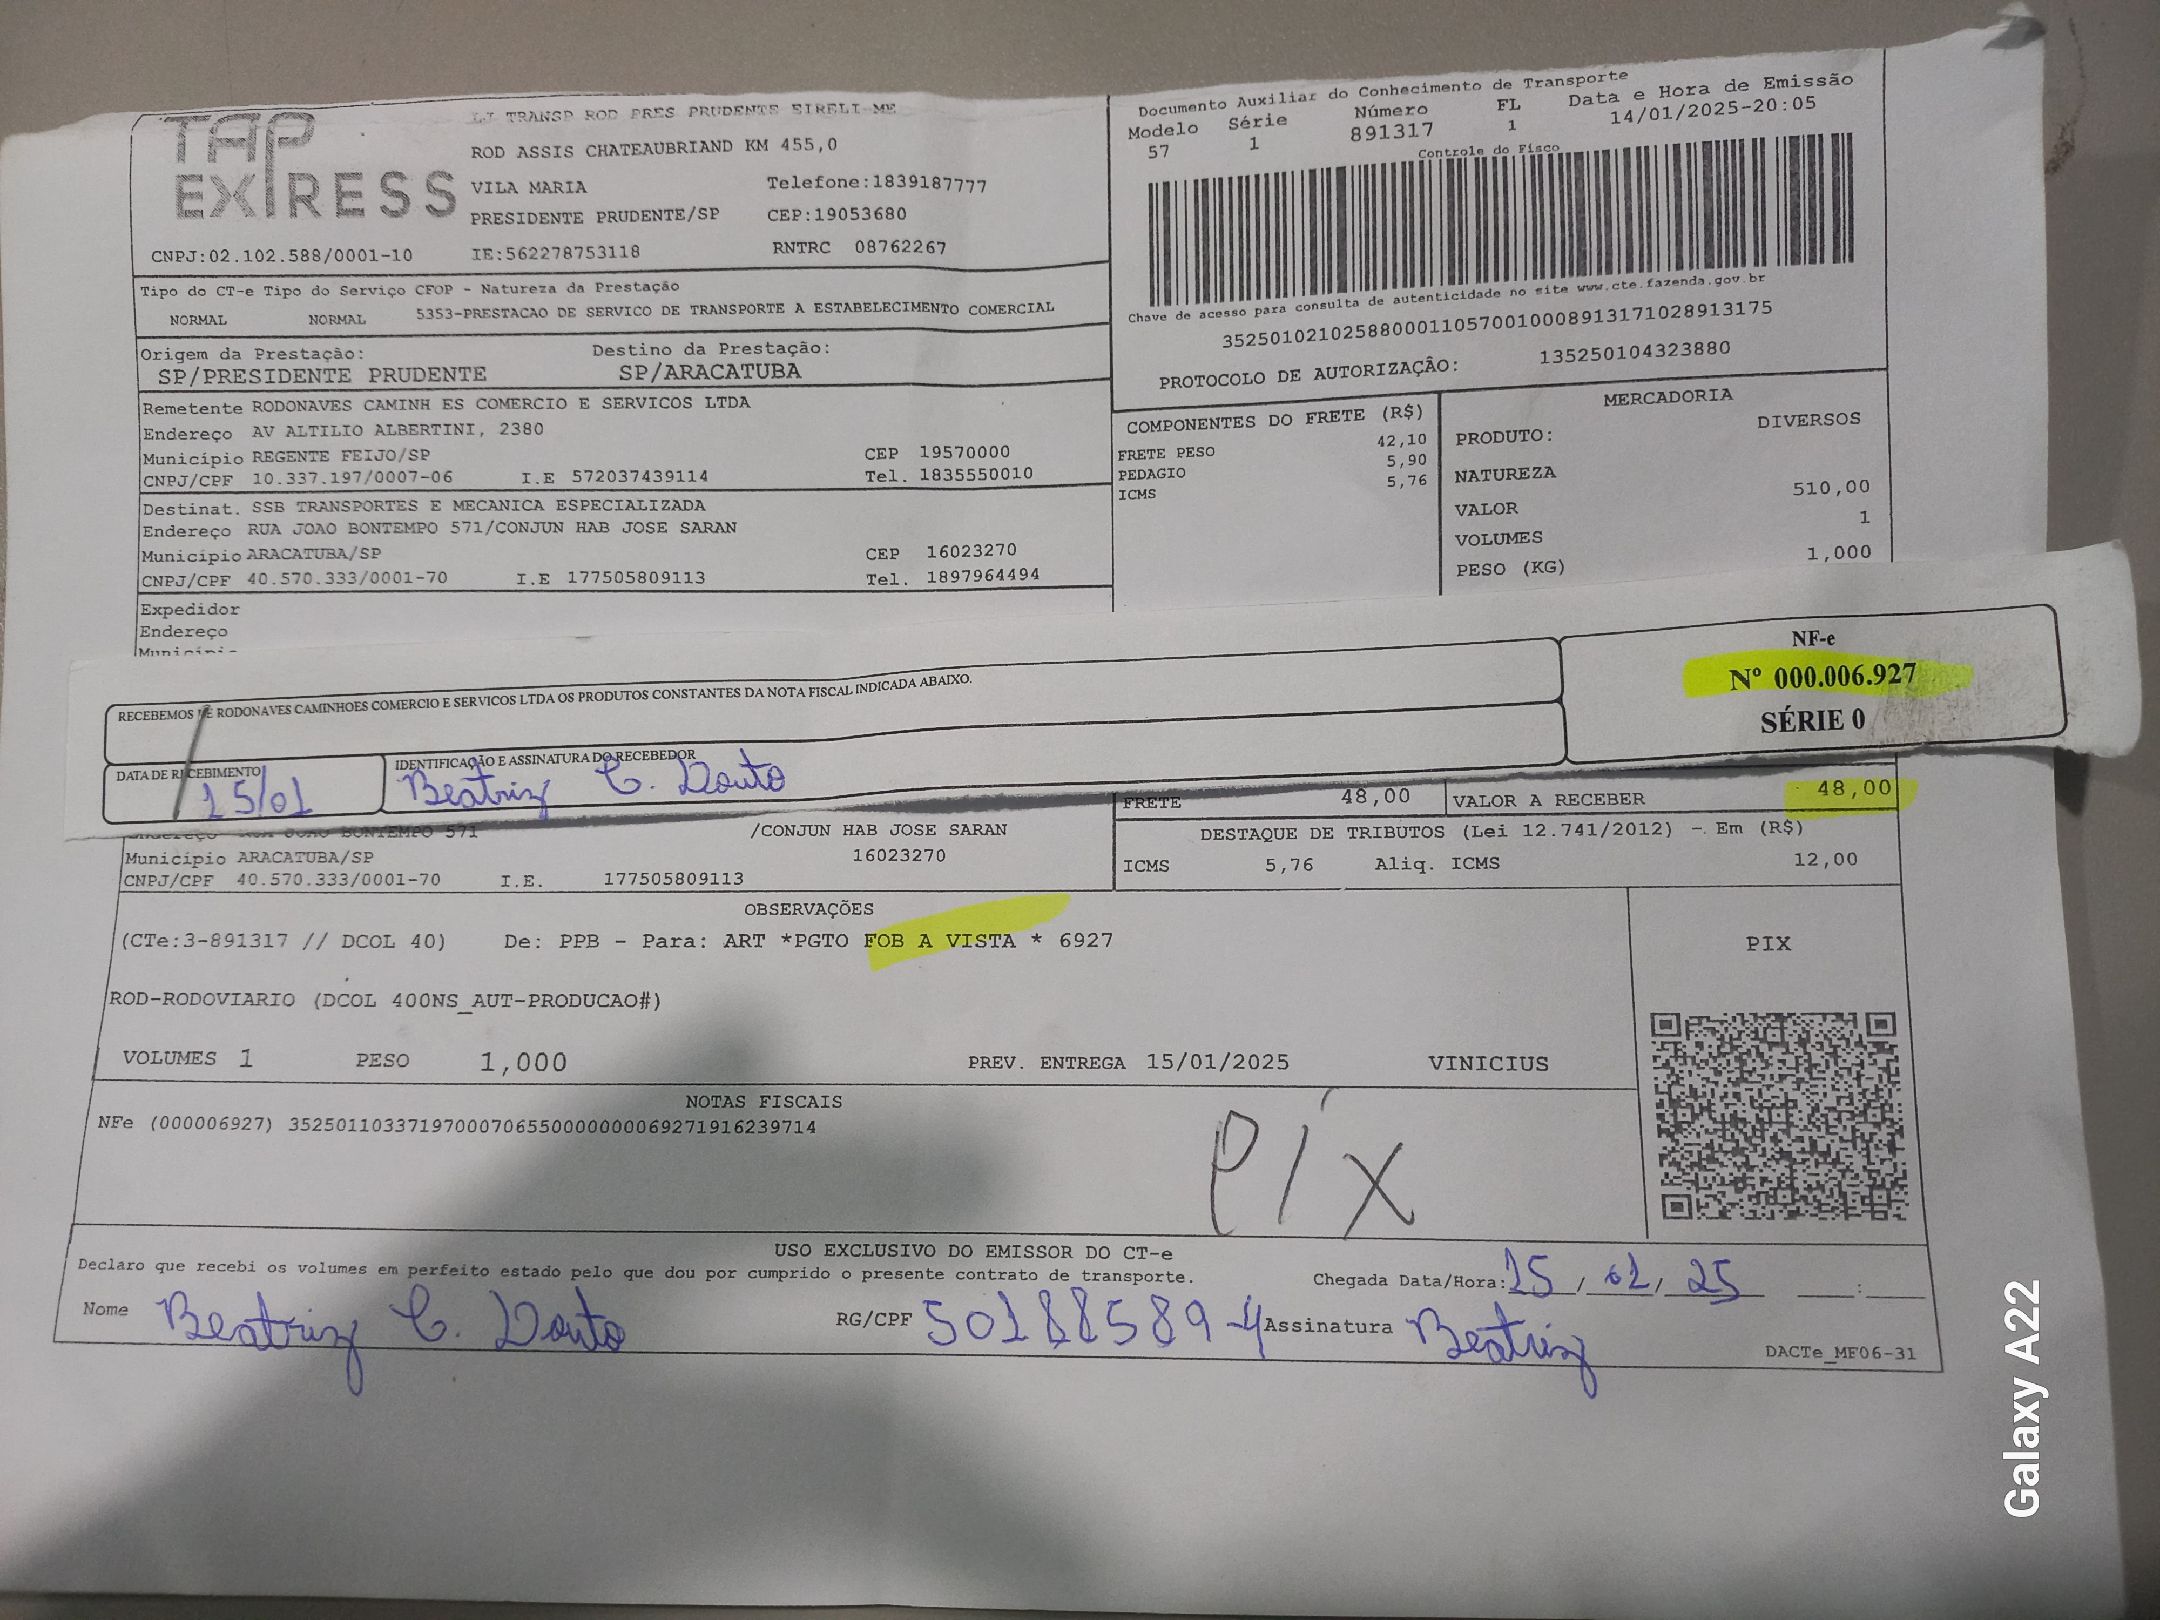 TAP
EXPRESS
LJ TRANSP ROD PRES PRUDENTE EIRELI-ME
ROD ASSIS CHATEAUBRIAND KM 455,0
VILA MARIA Telefone:1839187777
PRESIDENTE PRUDENTE/SP CEP:19053680
CNPJ:02.102.588/0001-10 IE:562278753118 RNTRC 08762267
Documento Auxiliar do Conhecimento de Transporte
Modelo Série Número FL Data e Hora de Emissão
57 1 891317 1 14/01/2025-20:05
Controle do Fisco
Chave de acesso para consulta de autenticidade no site www.cte.fazenda.gov.br
35250102102588000110570010008913171028913175
PROTOCOLO DE AUTORIZAÇÃO: 135250104323880
Tipo do CT-e Tipo do Serviço CFOP - Natureza da Prestação
NORMAL NORMAL 5353-PRESTACAO DE SERVICO DE TRANSPORTE A ESTABELECIMENTO COMERCIAL
Origem da Prestação: Destino da Prestação:
SP/PRESIDENTE PRUDENTE SP/ARACATUBA
Remetente RODONAVES CAMINH ES COMERCIO E SERVICOS LTDA
Endereço AV ALTILIO ALBERTINI, 2380
Município REGENTE FEIJO/SP CEP 19570000
CNPJ/CPF 10.337.197/0007-06 I.E 572037439114 Tel. 1835550010
Destinat. SSB TRANSPORTES E MECANICA ESPECIALIZADA
Endereço RUA JOAO BONTEMPO 571/CONJUN HAB JOSE SARAN
Município ARACATUBA/SP CEP 16023270
CNPJ/CPF 40.570.333/0001-70 I.E 177505809113 Tel. 1897964494
Expedidor
Endereço
COMPONENTES DO FRETE (R$)
FRETE PESO 42,10
PEDAGIO 5,90
ICMS 5,76
MERCADORIA
PRODUTO: DIVERSOS
NATUREZA
VALOR 510,00
VOLUMES 1
PESO (KG) 1,000
RECEBEMOS DE RODONAVES CAMINHOES COMERCIO E SERVICOS LTDA OS PRODUTOS CONSTANTES DA NOTA FISCAL INDICADA ABAIXO.
DATA DE RECEBIMENTO IDENTIFICAÇÃO E ASSINATURA DO RECEBEDOR
15/01 Beatriz C. Douto
NF-e
Nº 000.006.927
SÉRIE 0
FRETE 48,00 VALOR A RECEBER 48,00
Endereço RUA JOAO BONTEMPO 571 /CONJUN HAB JOSE SARAN
Município ARACATUBA/SP 16023270
CNPJ/CPF 40.570.333/0001-70 I.E. 177505809113
DESTAQUE DE TRIBUTOS (Lei 12.741/2012) - Em (R$)
ICMS 5,76 Aliq. ICMS 12,00
OBSERVAÇÕES
(CTe:3-891317 // DCOL 40) De: PPB - Para: ART *PGTO FOB A VISTA * 6927
ROD-RODOVIARIO (DCOL 400NS_AUT-PRODUCAO#)
VOLUMES 1 PESO 1,000 PREV. ENTREGA 15/01/2025 VINICIUS
PIX
NOTAS FISCAIS
NFe (000006927) 35250110337197000706550000000069271916239714
PIX
USO EXCLUSIVO DO EMISSOR DO CT-e
Declaro que recebi os volumes em perfeito estado pelo que dou por cumprido o presente contrato de transporte. Chegada Data/Hora: 15/01/25 :
Nome Beatriz C. Douto RG/CPF 50188589-4 Assinatura Beatriz
DACTe_MF06-31
Galaxy A22